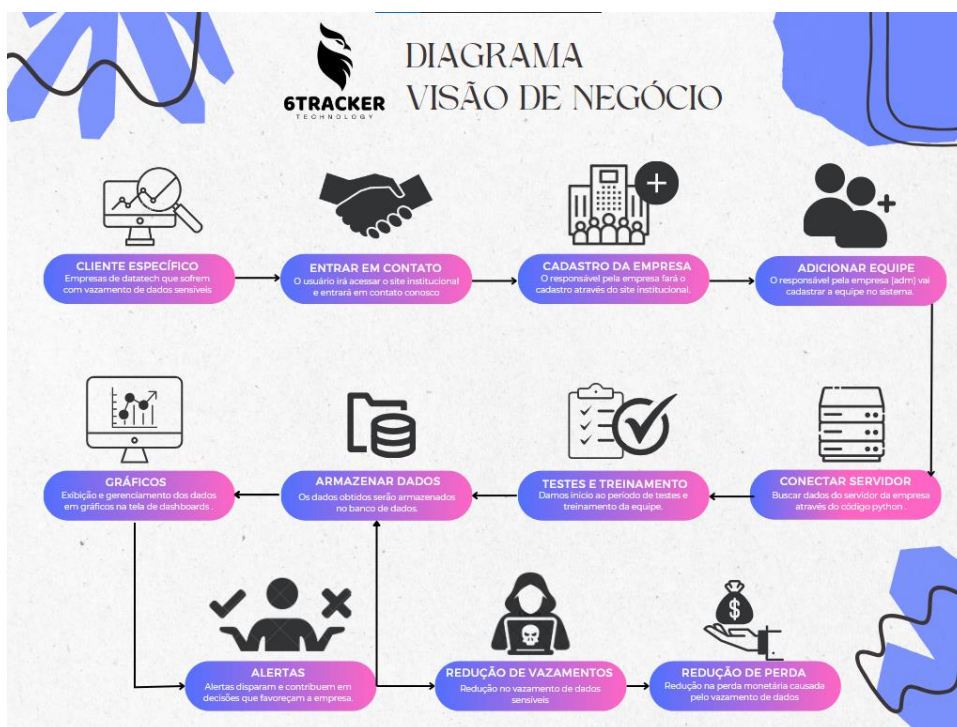 DIAGRAMA
VISÃO DE NEGÓCIO
6TRACKER
TECHNOLOGY
CLIENTE ESPECÍFICO
Empresas de datatech que sofrem
com vazamento de dados sensíveis
ENTRAR EM CONTATO
O usuário irá acessar o site institucional
e entrará em contato conosco
CADASTRO DA EMPRESA
O responsável pela empresa fará o
cadastro através do site institucional.
ADICIONAR EQUIPE
O responsável pela empresa [adm] vai
cadastrar a equipe no sistema.
GRÁFICOS
Exibição e gerenciamento dos dados
em gráficos na tela de dashboards .
ARMAZENAR DADOS
Os dados obtidos serão armazenados
no banco de dados.
TESTES E TREINAMENTO
Damos início ao período de testes e
treinamento da equipe.
CONECTAR SERVIDOR
Buscar dados do servidor da empresa
através do código python .
ALERTAS
Alertas disparam e contribuem em
decisões que favoreçam a empresa.
REDUÇÃO DE VAZAMENTOS
Redução no vazamento de dados
sensíveis
REDUÇÃO DE PERDA
Redução na perda monetária causada
pelo vazamento de dados